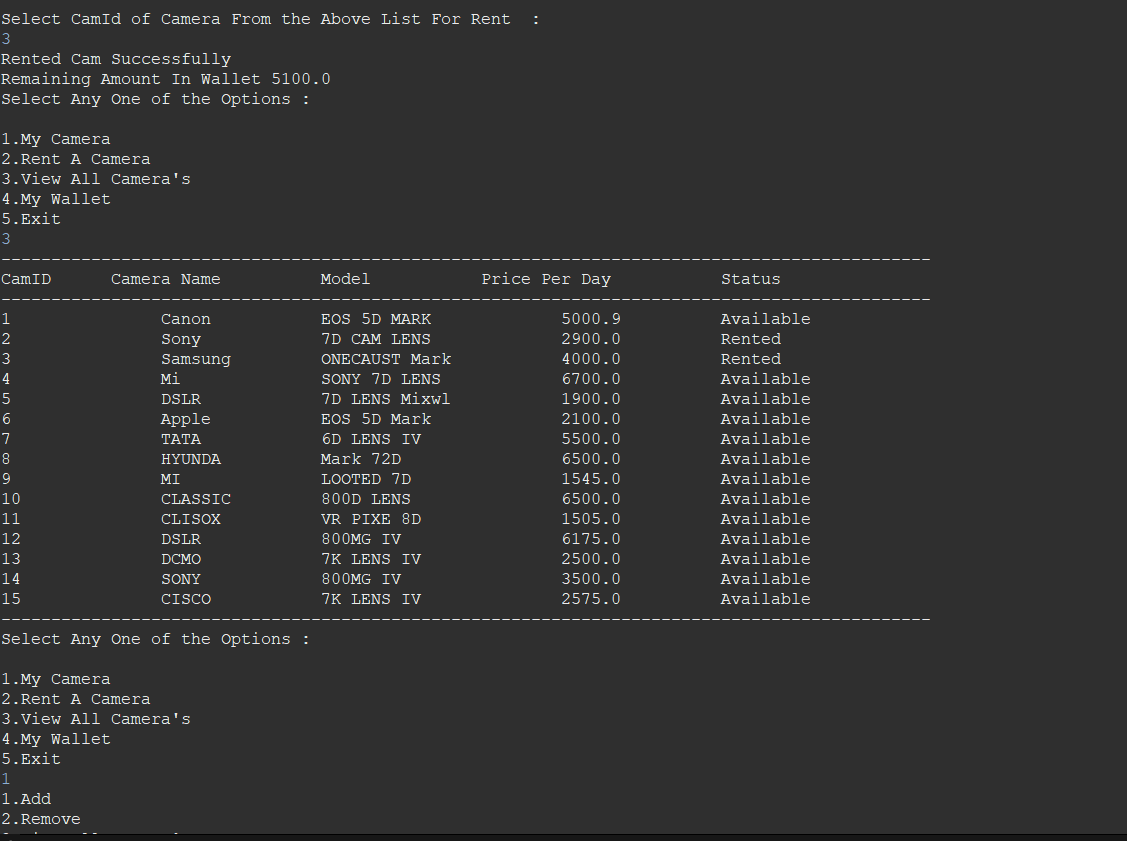 Select CamId of Camera From the Above List For Rent  :
3
Rented Cam Successfully
Remaining Amount In Wallet 5100.0
Select Any One of the Options :
1.My Camera
2.Rent A Camera
3.View All Camera's
4.My Wallet
5.Exit
3
---------------------------------------------------------------------------------------------
CamID      Camera Name          Model           Price Per Day           Status
---------------------------------------------------------------------------------------------
1               Canon           EOS 5D MARK             5000.9          Available
2               Sony            7D CAM LENS             2900.0          Rented
3               Samsung         ONECAUST Mark           4000.0          Rented
4               Mi              SONY 7D LENS            6700.0          Available
5               DSLR            7D LENS Mixwl           1900.0          Available
6               Apple           EOS 5D Mark             2100.0          Available
7               TATA            6D LENS IV              5500.0          Available
8               HYUNDA          Mark 72D                6500.0          Available
9               MI              LOOTED 7D               1545.0          Available
10              CLASSIC         800D LENS               6500.0          Available
11              CLISOX          VR PIXE 8D              1505.0          Available
12              DSLR            800MG IV                6175.0          Available
13              DCMO            7K LENS IV              2500.0          Available
14              SONY            800MG IV                3500.0          Available
15              CISCO           7K LENS IV              2575.0          Available
---------------------------------------------------------------------------------------------
Select Any One of the Options :
1.My Camera
2.Rent A Camera
3.View All Camera's
4.My Wallet
5.Exit
1
1.Add
2.Remove